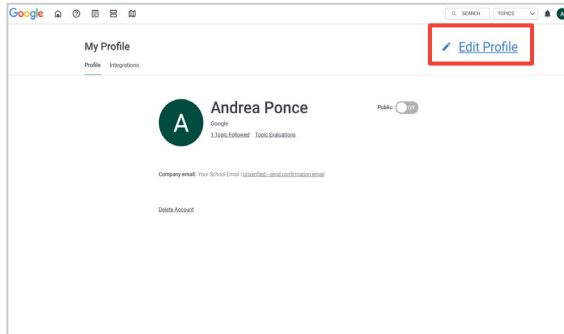 Google
SEARCH TOPICS A
My Profile
Edit Profile
Profile Integrations
A
Andrea Ponce
Public: Off
Google
1 Topic Followed Topic Evaluations
Company email: Your School Email | Unverified - send confirmation email
Delete Account